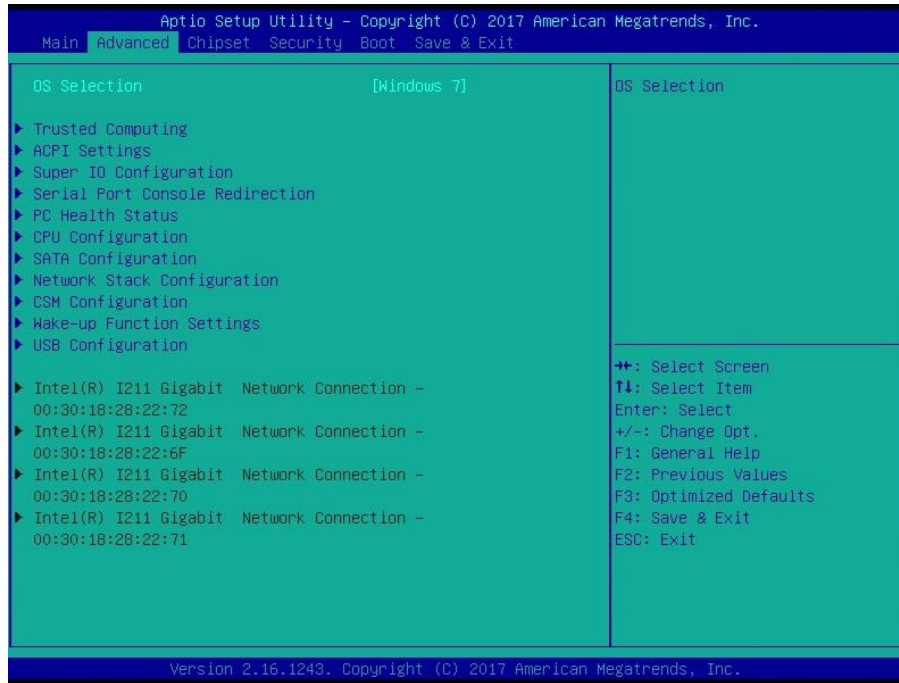 Aptio Setup Utility – Copyright (C) 2017 American Megatrends, Inc.
Main Advanced Chipset Security Boot Save & Exit
OS Selection [Windows 7]
Trusted Computing
ACPI Settings
Super IO Configuration
Serial Port Console Redirection
PC Health Status
CPU Configuration
SATA Configuration
Network Stack Configuration
CSM Configuration
Wake-up Function Settings
USB Configuration
Intel(R) I211 Gigabit Network Connection –
00:30:18:28:22:72
Intel(R) I211 Gigabit Network Connection –
00:30:18:28:22:6F
Intel(R) I211 Gigabit Network Connection –
00:30:18:28:22:70
Intel(R) I211 Gigabit Network Connection –
00:30:18:28:22:71
OS Selection
→←: Select Screen
↑↓: Select Item
Enter: Select
+/-: Change Opt.
F1: General Help
F2: Previous Values
F3: Optimized Defaults
F4: Save & Exit
ESC: Exit
Version 2.16.1243. Copyright (C) 2017 American Megatrends, Inc.